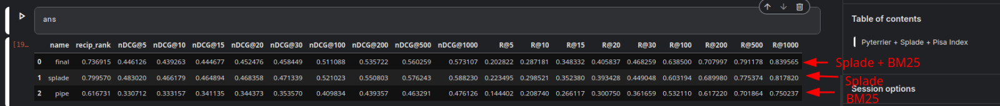 ans
Table of contents
[19...
name recip_rank nDCG@5 nDCG@10 nDCG@15 nDCG@20 nDCG@30 nDCG@100 nDCG@200 nDCG@500 nDCG@1000 R@5 R@10 R@15 R@20 R@30 R@100 R@200 R@500 R@1000
Pyterrier + Splade + Pisa Index
0 final 0.736915 0.446126 0.439263 0.444677 0.452476 0.458449 0.511088 0.535722 0.560259 0.573107 0.202822 0.287181 0.348332 0.405837 0.468259 0.638500 0.707997 0.791178 0.839565
Splade + BM25
1 splade 0.799570 0.483020 0.466179 0.464894 0.468358 0.471339 0.521023 0.550803 0.576243 0.588230 0.223495 0.298521 0.352380 0.393428 0.449048 0.603194 0.689980 0.775374 0.817820
Splade
Session options
2 pipe 0.616731 0.330712 0.333157 0.341135 0.344373 0.353570 0.409834 0.439357 0.463291 0.476126 0.144402 0.208740 0.266117 0.300750 0.361659 0.532110 0.617220 0.701864 0.750237
BM25